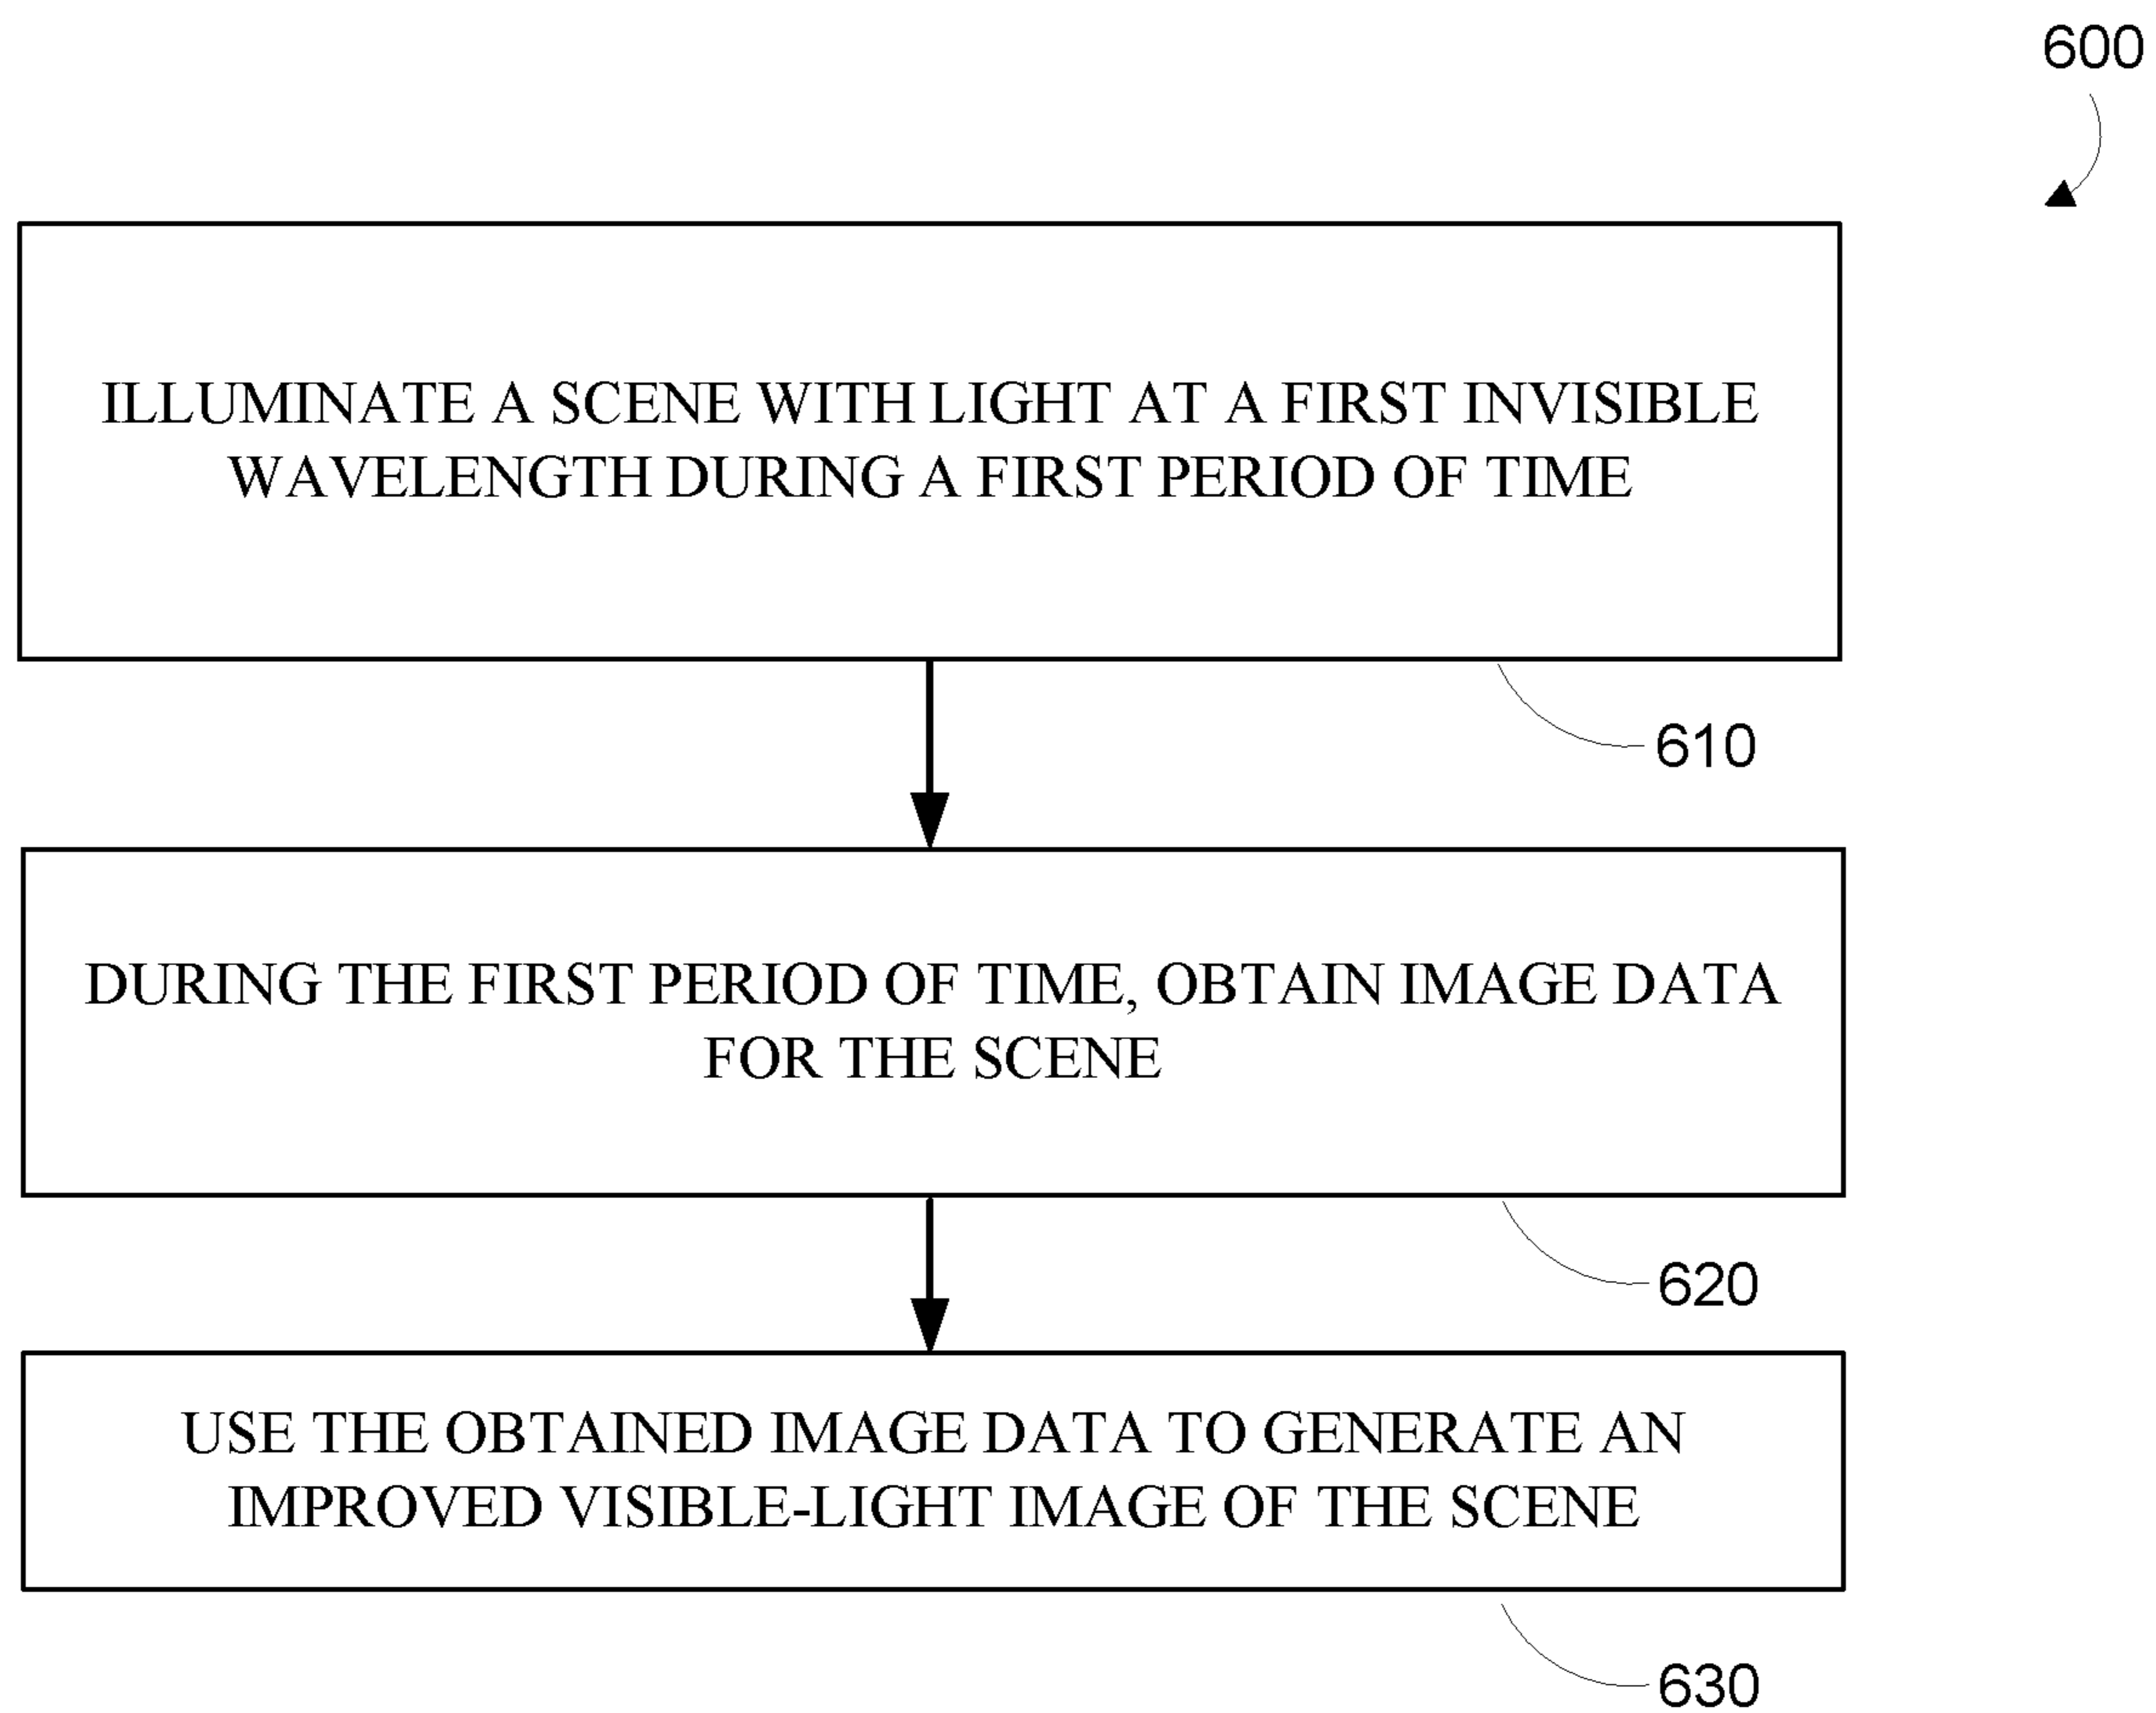 600
ILLUMINATE A SCENE WITH LIGHT AT A FIRST INVISIBLE
WAVELENGTH DURING A FIRST PERIOD OF TIME
610
DURING THE FIRST PERIOD OF TIME, OBTAIN IMAGE DATA
FOR THE SCENE
620
USE THE OBTAINED IMAGE DATA TO GENERATE AN
IMPROVED VISIBLE-LIGHT IMAGE OF THE SCENE
630